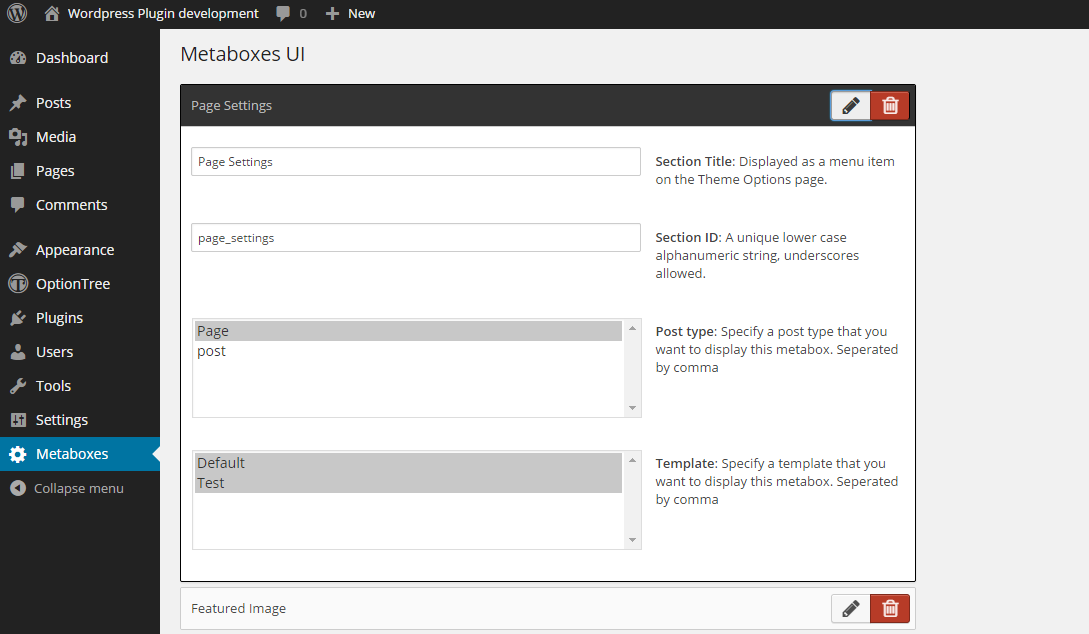 Wordpress Plugin development 0 New
Dashboard
Posts
Media
Pages
Comments
Appearance
OptionTree
Plugins
Users
Tools
Settings
Metaboxes
Collapse menu
Metaboxes UI
Page Settings
Page Settings
Section Title: Displayed as a menu item
on the Theme Options page.
page_settings
Section ID: A unique lower case
alphanumeric string, underscores
allowed.
Page
post
Post type: Specify a post type that you
want to display this metabox. Seperated
by comma
Default
Test
Template: Specify a template that you
want to display this metabox. Seperated
by comma
Featured Image